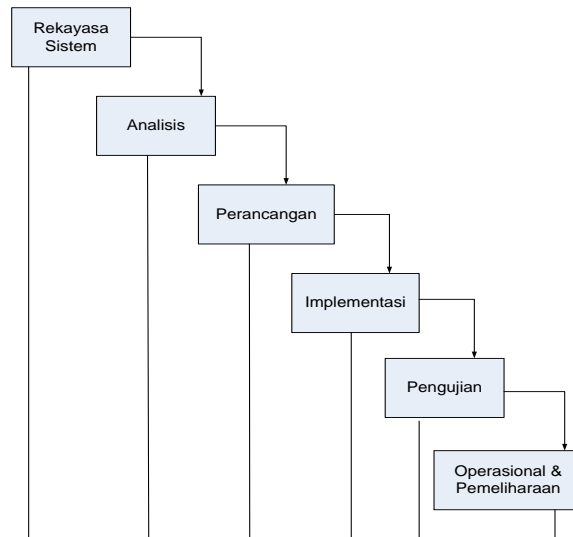 Rekayasa
Sistem
Analisis
Perancangan
Implementasi
Pengujian
Operasional &
Pemeliharaan